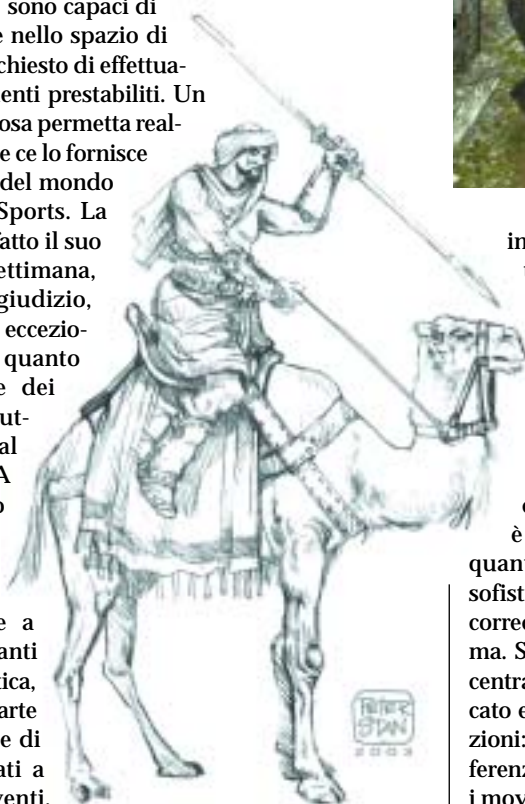 sono capaci di
e nello spazio di
chiesto di effettua-
enti prestabiliti. Un
osa permetta real-
e ce lo fornisce
del mondo
Sports. La
fatto il suo
ettimana,
giudizio,
eccezio-
quanto
e dei
ut-
al
A
o
e a
anti
tica,
arte
e di
ati a
venti.
in
è
quant
sofist
corred
ma. S
centra
cato e
zioni:
ferenz
i mov
PETER
STAN
2003